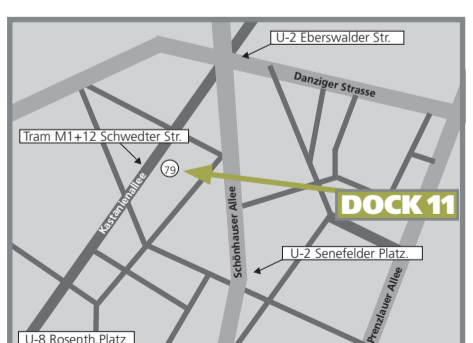 U-2 Eberswalder Str.
Danziger Strasse
Tram M1+12 Schwedter Str.
79
Kastanienallee
DOCK 11
Schönhauser Allee
U-2 Senefelder Platz.
Prenzlauer Allee
U-8 Rosenth.Platz